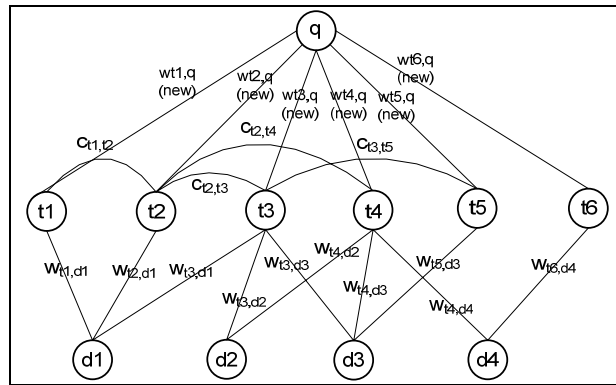 q
wt1,q
(new)
wt2,q
(new)
wt3,q
(new)
wt4,q
(new)
wt5,q
(new)
wt6,q
(new)
Ct1,t2
Ct2,t4
Ct3,t5
Ct2,t3
t1
t2
t3
t4
t5
t6
Wt1,d1
Wt2,d1
Wt3,d1
Wt3,d2
Wt3,d3
Wt4,d2
Wt4,d3
Wt5,d3
Wt4,d4
Wt6,d4
d1
d2
d3
d4